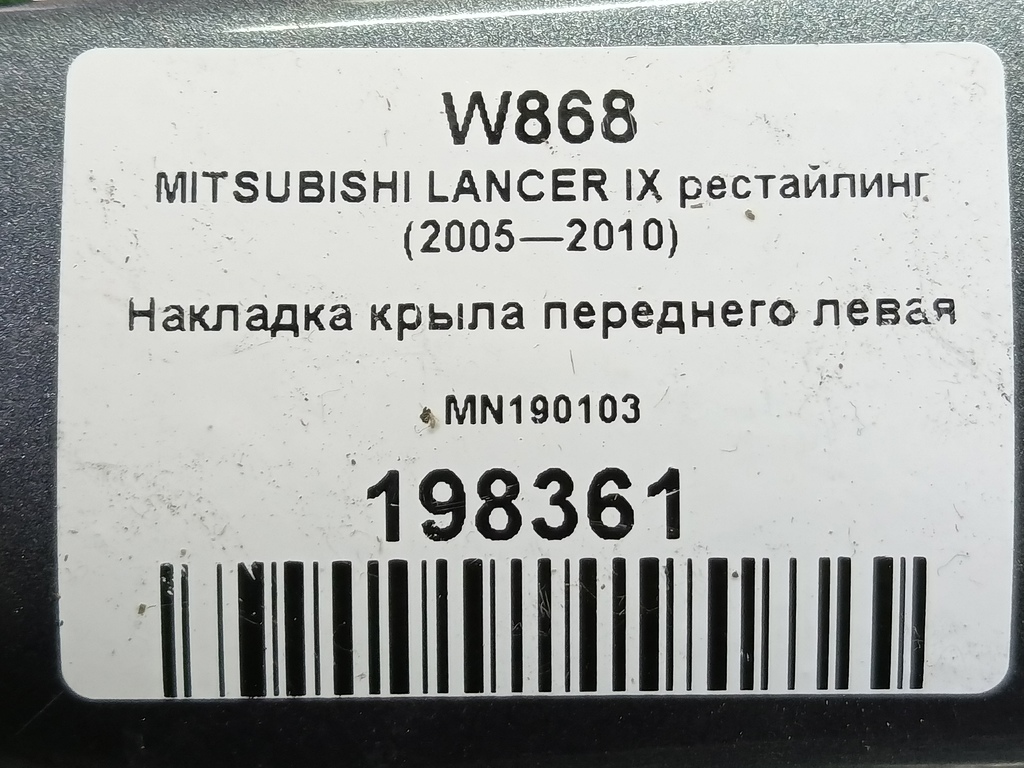 W868
MITSUBISHI LANCER IX рестайлинг
(2005—2010)
Накладка крыла переднего левая
MN190103
198361